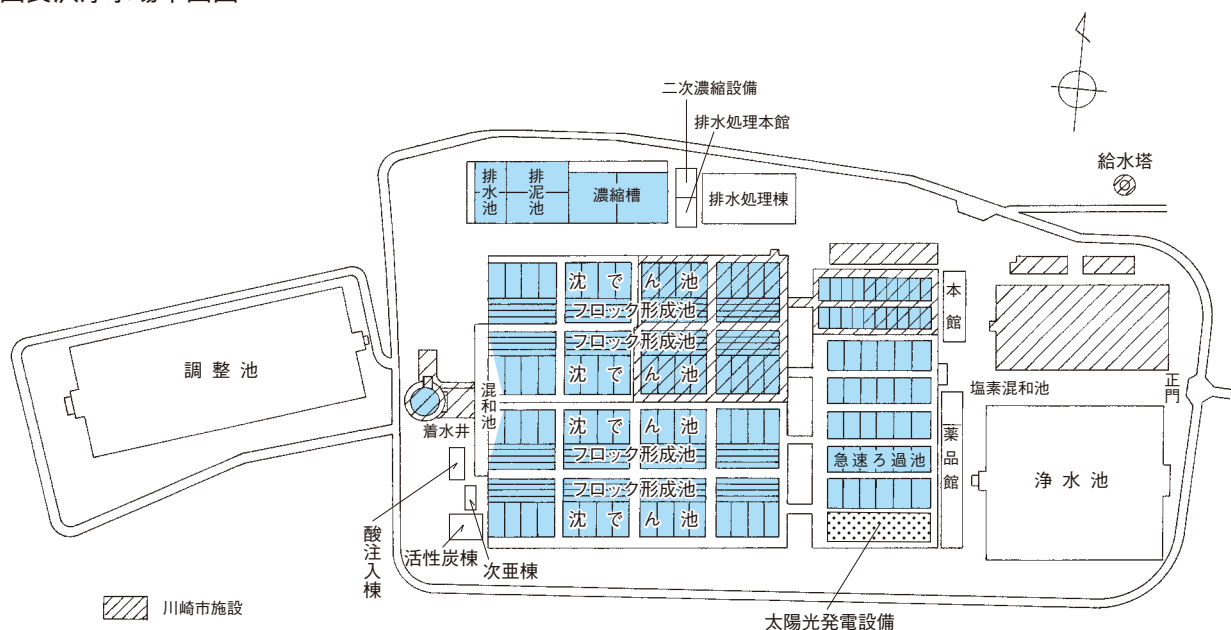 二次濃縮設備
排水処理本館
給水塔
排水池
排泥池
濃縮槽
排水処理棟
沈でん池
フロック形成池
本館
フロック形成池
調整池
沈でん池
混和池
塩素混和池
正門
着水井
沈でん池
薬品館
フロック形成池
急速ろ過池
浄水池
フロック形成池
沈でん池
酸注入棟
活性炭棟
次亜棟
川崎市施設
太陽光発電設備